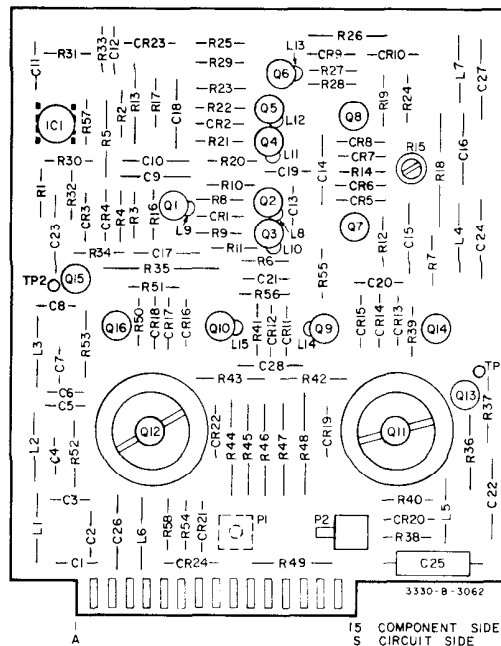 R26
L13
R33 C12 CR23 R25
C11 R31 CR9 CR10
R29
Q6 R27
R28
L7 C27
R13 R17 R23
R2 C18 R22 Q5 R19 R24
IC1 R57 CR2 L12 Q8
R5 R21 Q4 CR8 R15
R30 C10 R20 L11 CR7 R18 C16
C9 C19 C14 R14
R1 R32 R10 CR6
CR3 CR4 R4 R3 R16 Q1 R8 Q2 C13 CR5
C23 L9 CR1 L8 Q7
R9 Q3 R12 C15 L4 C24
R34 C17 R11 L10 R7
R35 R6 R55
TP2 Q15 C21 C20
R51 R56
C8
Q16 R50 CR18 CR17 CR16 Q10 L15 R41 CR12 CR11 L14 Q9 CR15 CR14 CR13 R39 Q14
L3 R53
C7 C28
R43 R42 TP
C6 Q13 R37
C5
CR22 R44 R45 R46 R47 R48 CR19
Q12 Q11
L2 C4 R52 R36
C3 R40 L5 C22
L1 C2 C26 L6 R58 R54 CR21 P1 P2 CR20
R38
C1 CR24 R49 C25
3330-B-3062
15 COMPONENT SIDE
A S CIRCUIT SIDE